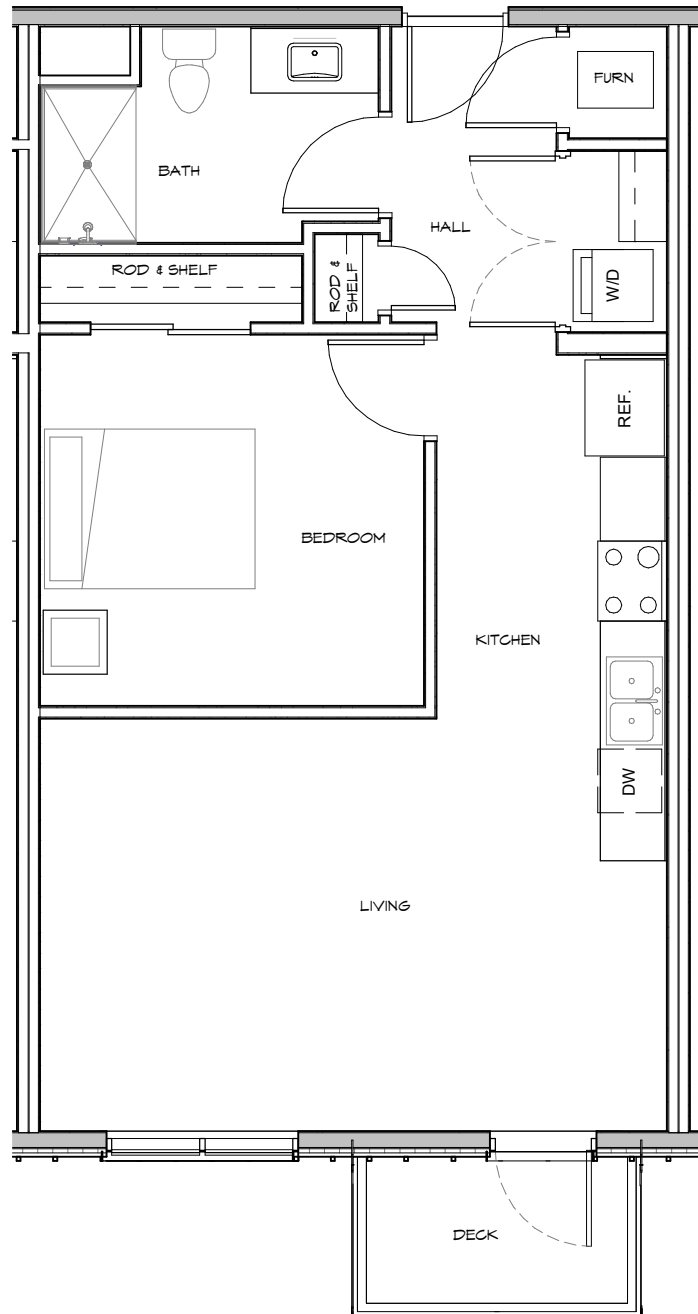 FURN
BATH
HALL
ROD & SHELF
ROD &
SHELF
W/D
REF.
BEDROOM
KITCHEN
DW
LIVING
DECK